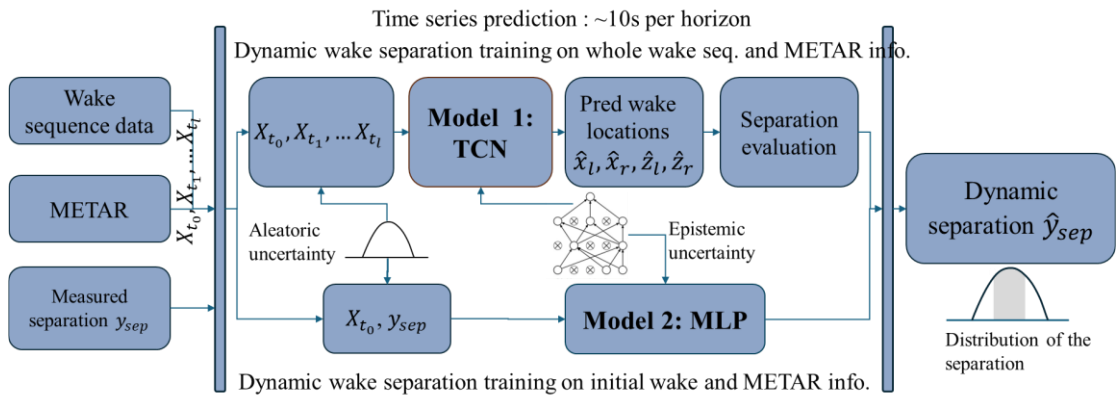 Time series prediction : ~10s per horizon
Dynamic wake separation training on whole wake seq. and METAR info.
Wake
sequence data
METAR
Measured
separation y_sep
X_{t_0}, X_{t_1}, … X_{t_l}
X_{t_0}, X_{t_1}, … X_{t_l}
Model 1:
TCN
Pred wake
locations
x̂_l, x̂_r, ẑ_l, ẑ_r
Separation
evaluation
Aleatoric
uncertainty
Epistemic
uncertainty
X_{t_0}, y_sep
Model 2: MLP
Dynamic
separation ŷ_sep
Distribution of the
separation
Dynamic wake separation training on initial wake and METAR info.